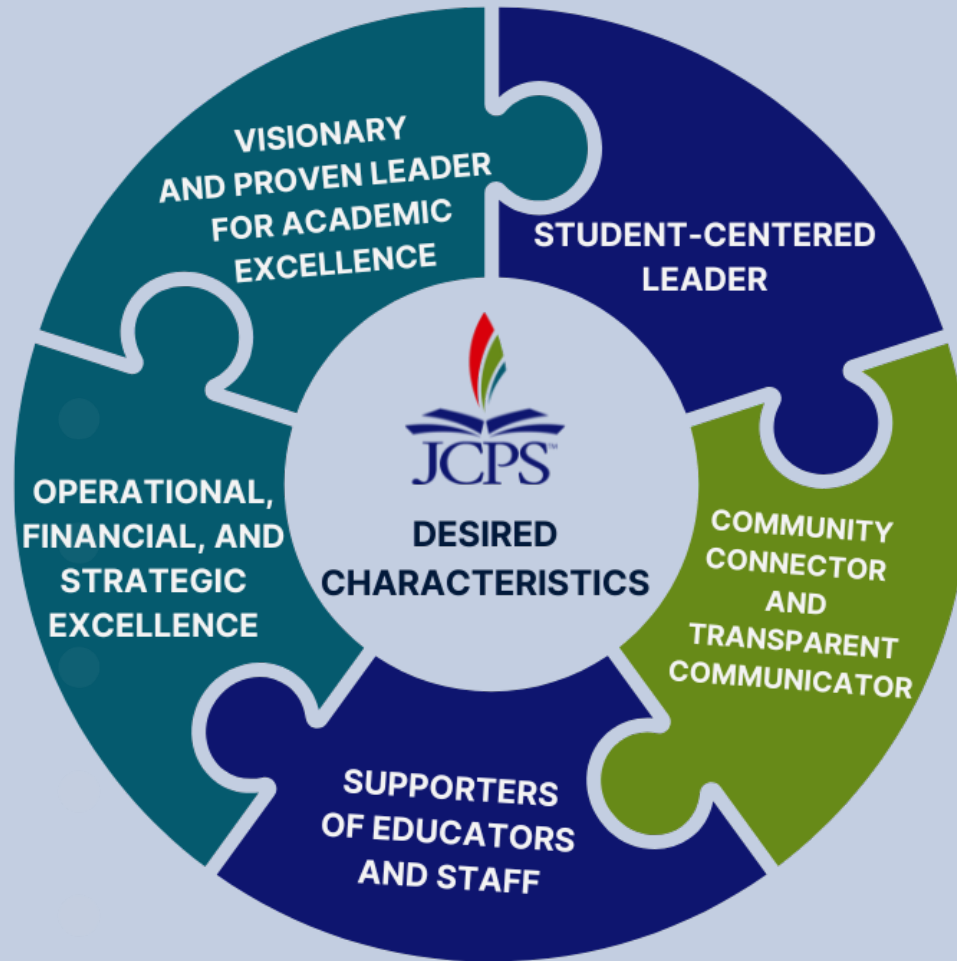 VISIONARY
AND PROVEN LEADER
FOR ACADEMIC
EXCELLENCE
STUDENT-CENTERED
LEADER
JCPS™
DESIRED
CHARACTERISTICS
OPERATIONAL,
FINANCIAL, AND
STRATEGIC
EXCELLENCE
COMMUNITY
CONNECTOR
AND
TRANSPARENT
COMMUNICATOR
SUPPORTERS
OF EDUCATORS
AND STAFF